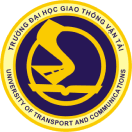 TRƯỜNG ĐẠI HỌC GIAO THÔNG VẬN TẢI
UNIVERSITY OF TRANSPORT AND COMMUNICATIONS